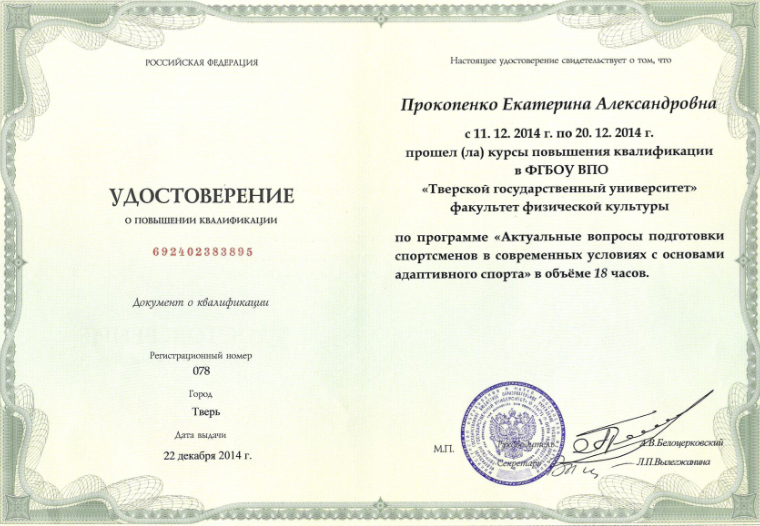 РОССИЙСКАЯ ФЕДЕРАЦИЯ
УДОСТОВЕРЕНИЕ
О ПОВЫШЕНИИ КВАЛИФИКАЦИИ
692402383895
Документ о квалификации
Регистрационный номер
078
Город
Тверь
Дата выдачи
22 декабря 2014 г.
Настоящее удостоверение свидетельствует о том, что
Прокопенко Екатерина Александровна
с 11. 12. 2014 г. по 20. 12. 2014 г.
прошел (ла) курсы повышения квалификации
в ФГБОУ ВПО
«Тверской государственный университет»
факультет физической культуры
по программе «Актуальные вопросы подготовки
спортсменов в современных условиях с основами
адаптивного спорта» в объёме 18 часов.
М.П.
Руководитель
А.В.Белоцерковский
Секретарь
Л.П.Вылегжанина